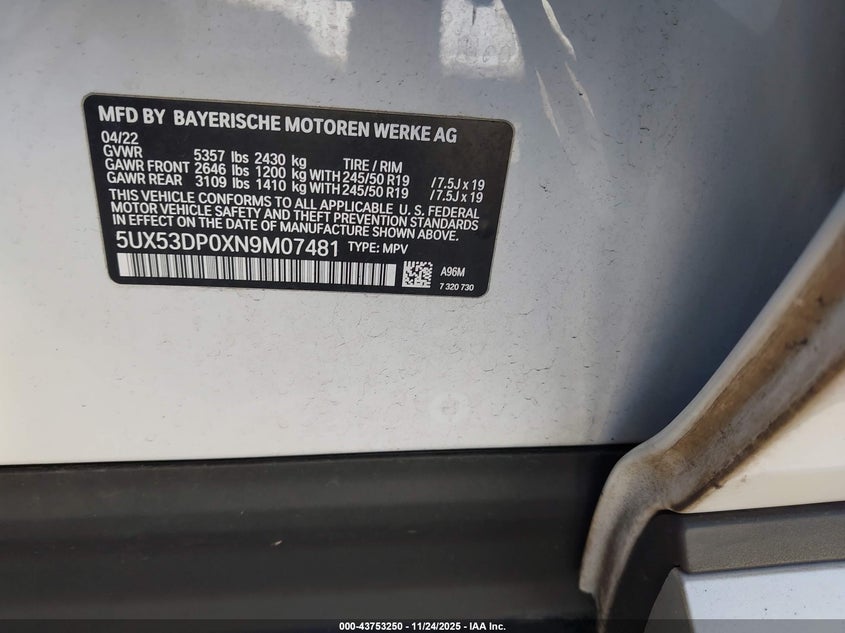 MFD BY BAYERISCHE MOTOREN WERKE AG
04/22
GVWR 5357 lbs 2430 kg TIRE / RIM
GAWR FRONT 2646 lbs 1200 kg WITH 245/50 R19 /7.5J x 19
GAWR REAR 3109 lbs 1410 kg WITH 245/50 R19 /7.5J x 19
THIS VEHICLE CONFORMS TO ALL APPLICABLE U. S. FEDERAL
MOTOR VEHICLE SAFETY AND THEFT PREVENTION STANDARDS
IN EFFECT ON THE DATE OF MANUFACTURE SHOWN ABOVE.
5UX53DP0XN9M07481 TYPE: MPV
A96M
7 320 730
000-43753250 - 11/24/2025 - IAA Inc.